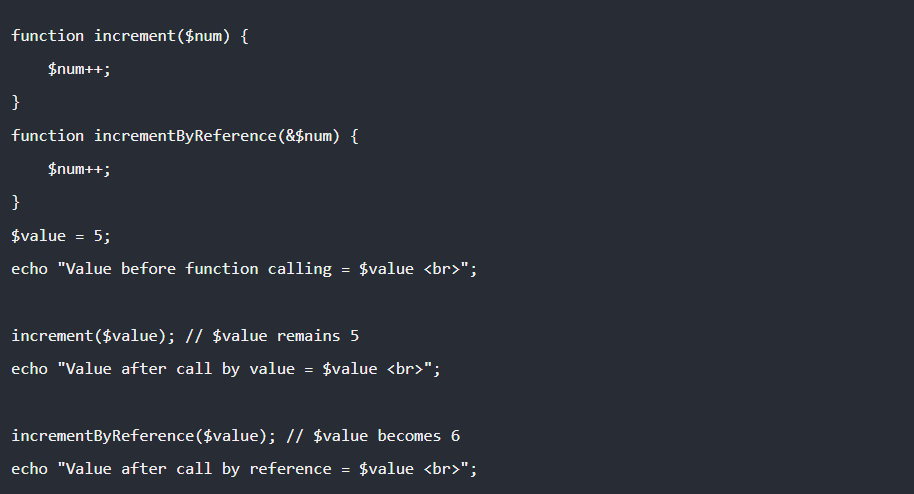 function increment($num) {
    $num++;
}
function incrementByReference(&$num) {
    $num++;
}
$value = 5;
echo "Value before function calling = $value <br>";

increment($value); // $value remains 5
echo "Value after call by value = $value <br>";

incrementByReference($value); // $value becomes 6
echo "Value after call by reference = $value <br>";